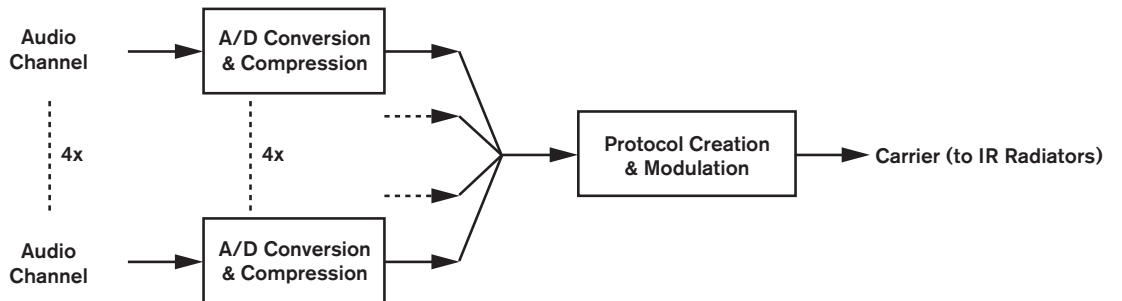 Audio
Channel
A/D Conversion
& Compression
4x
4x
Protocol Creation
& Modulation
Carrier (to IR Radiators)
Audio
Channel
A/D Conversion
& Compression